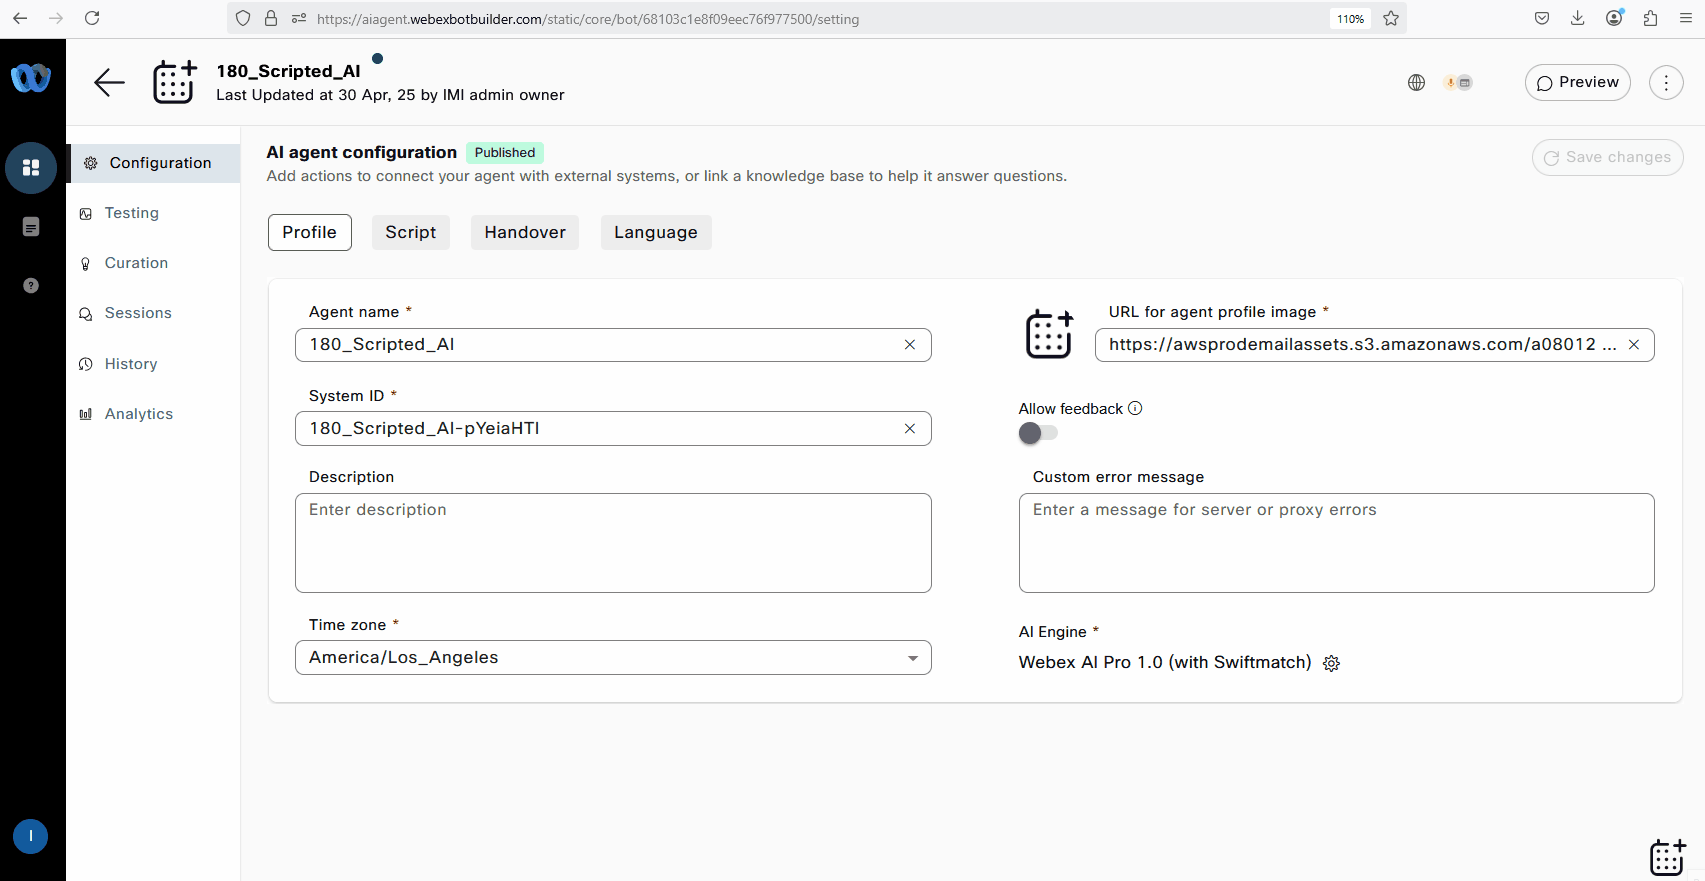 https://aiagent.webexbotbuilder.com/static/core/bot/68103c1e8f09eec76f977500/setting
110%
180_Scripted_AI
Last Updated at 30 Apr, 25 by IMI admin owner
Preview
Configuration
Testing
Curation
Sessions
History
Analytics
AI agent configuration Published
Add actions to connect your agent with external systems, or link a knowledge base to help it answer questions.
Save changes
Profile Script Handover Language
Agent name *
180_Scripted_AI
URL for agent profile image *
https://awsprodemailassets.s3.amazonaws.com/a08012 ...
System ID *
180_Scripted_AI-pYeiaHTI
Allow feedback
Description
Enter description
Custom error message
Enter a message for server or proxy errors
Time zone *
America/Los_Angeles
AI Engine *
Webex AI Pro 1.0 (with Swiftmatch)
I